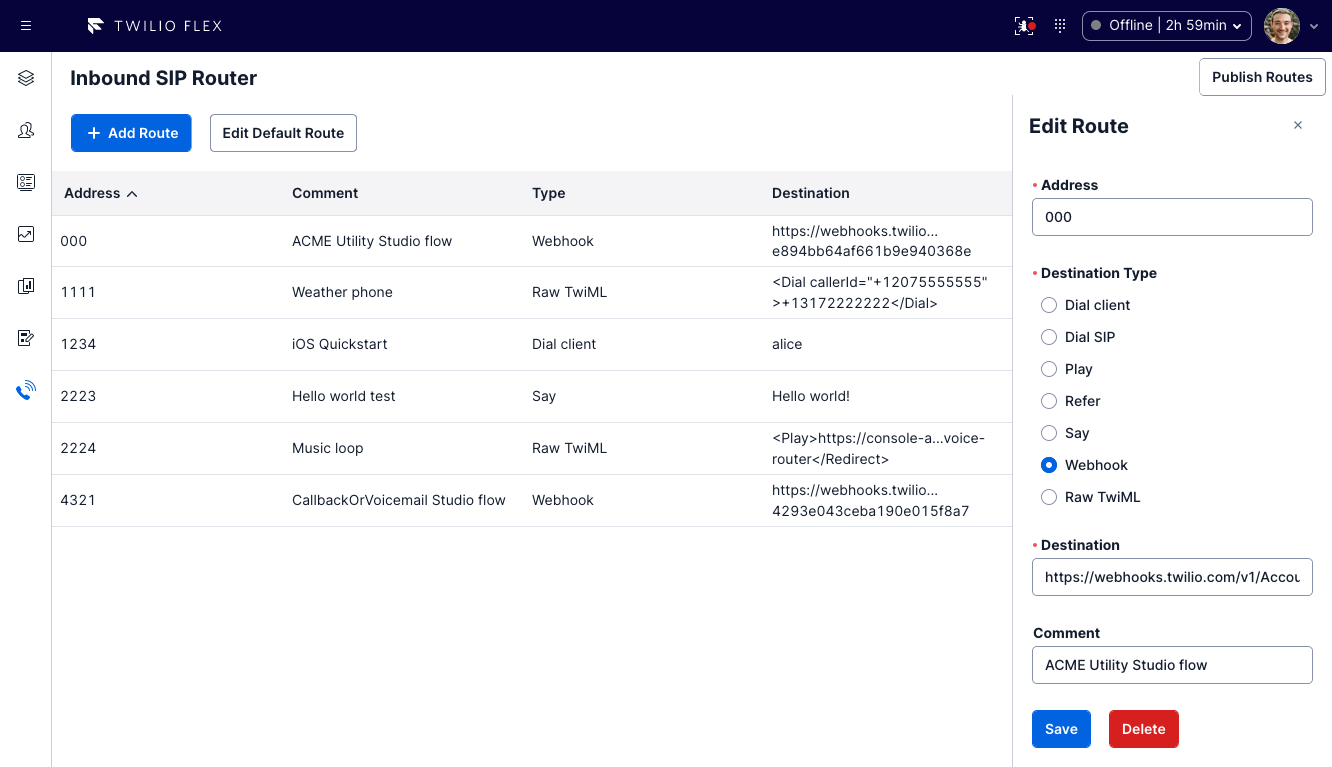 TWILIO FLEX
Offline | 2h 59min
Inbound SIP Router
Publish Routes
Add Route
Edit Default Route
Address
Comment
Type
Destination
000
ACME Utility Studio flow
Webhook
https://webhooks.twilio...
e894bb64af661b9e940368e
1111
Weather phone
Raw TwiML
<Dial callerId="+12075555555"
>+13172222222</Dial>
1234
iOS Quickstart
Dial client
alice
2223
Hello world test
Say
Hello world!
2224
Music loop
Raw TwiML
<Play>https://console-a...voice-
router</Redirect>
4321
CallbackOrVoicemail Studio flow
Webhook
https://webhooks.twilio...
4293e043ceba190e015f8a7
Edit Route
Address
000
Destination Type
Dial client
Dial SIP
Play
Refer
Say
Webhook
Raw TwiML
Destination
https://webhooks.twilio.com/v1/Accou
Comment
ACME Utility Studio flow
Save
Delete